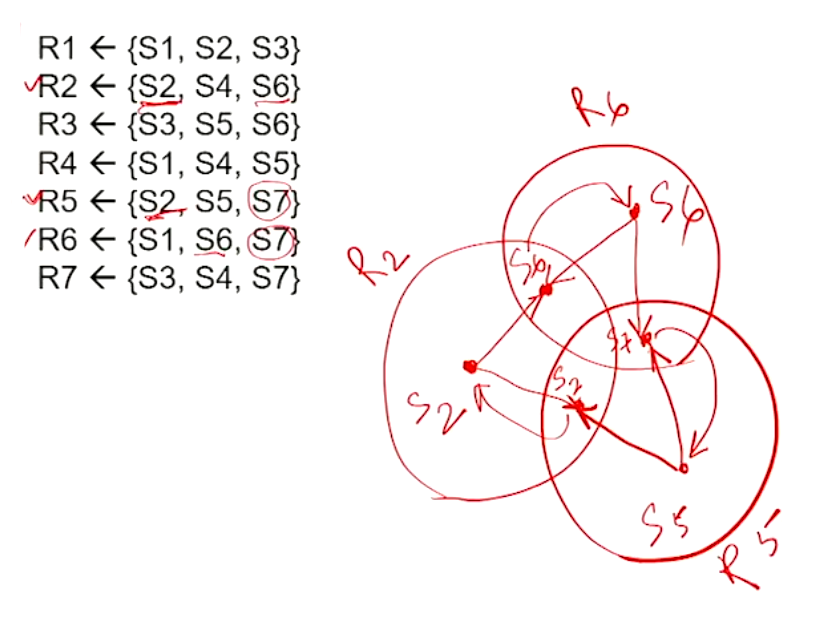 R1 ← {S1, S2, S3}
R2 ← {S2, S4, S6}
R3 ← {S3, S5, S6}
R4 ← {S1, S4, S5}
R5 ← {S2, S5, S7}
R6 ← {S1, S6, S7}
R7 ← {S3, S4, S7}
R6
S6
R2
S6
S7
S2
S2
S5
R5